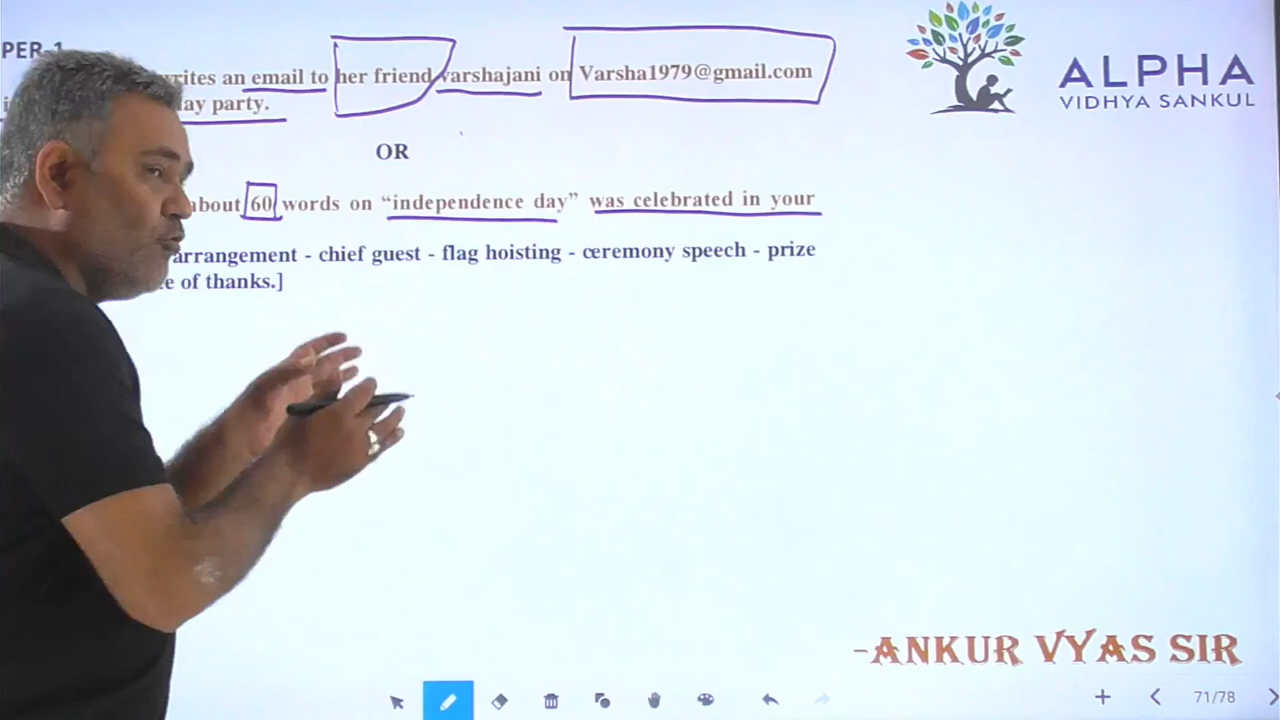 PER-1
writes an email to her friend varshajani on Varsha1979@gmail.com
party.
OR
about 60 words on “independence day” was celebrated in your
arrangement - chief guest - flag hoisting - ceremony speech - prize
of thanks.]
ALPHA
VIDHYA SANKUL
-ANKUR VYAS SIR
71/78